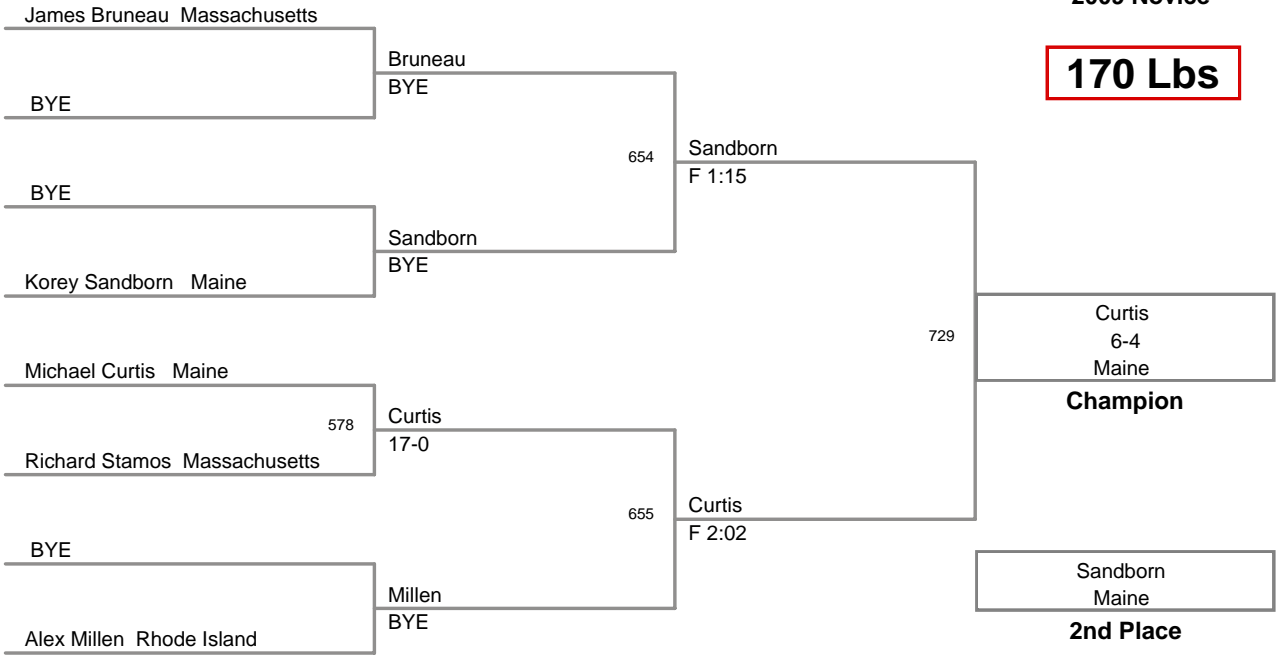 James Bruneau Massachusetts
170 Lbs
Bruneau
BYE
BYE
654
Sandborn
F 1:15
BYE
Sandborn
BYE
Korey Sandborn Maine
729
Curtis
6-4
Maine
Champion
Michael Curtis Maine
578
Curtis
17-0
Richard Stamos Massachusetts
655
Curtis
F 2:02
BYE
Millen
BYE
Alex Millen Rhode Island
Sandborn
Maine
2nd Place